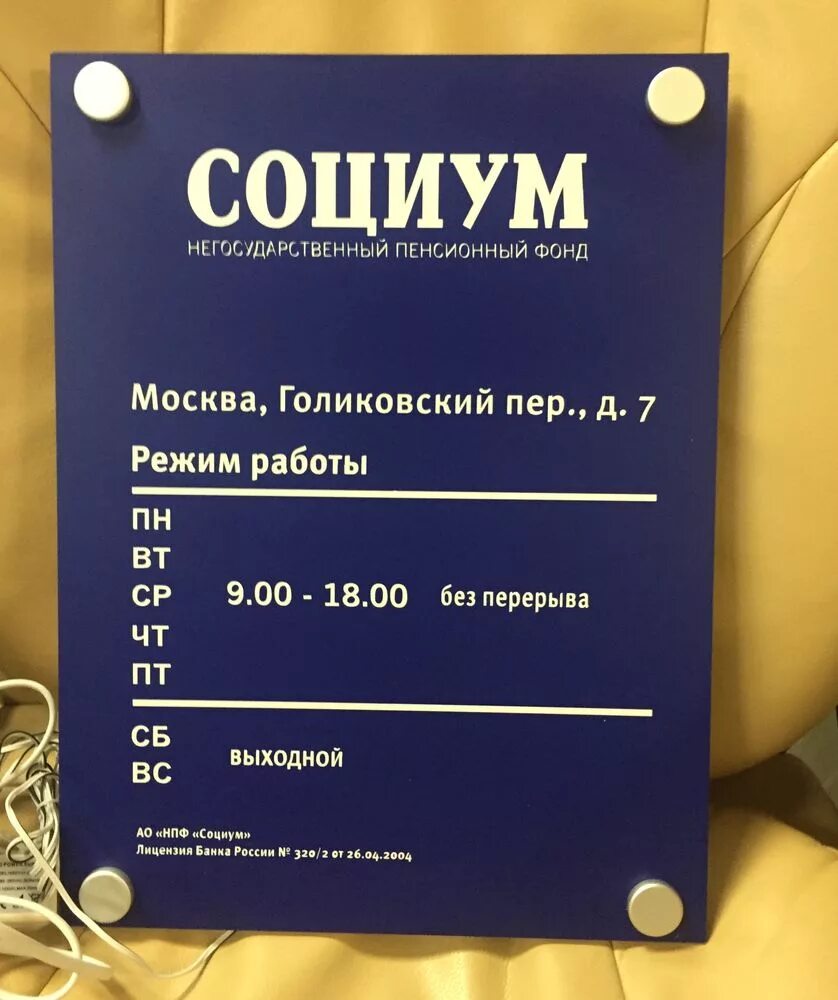 СОЦИУМ
НЕГОСУДАРСТВЕННЫЙ ПЕНСИОННЫЙ ФОНД
Москва, Голиковский пер., д. 7
Режим работы
ПН
ВТ
СР 9.00 - 18.00 без перерыва
ЧТ
ПТ
СБ
ВС выходной
АО «НПФ «Социум»
Лицензия Банка России № 320/2 от 26.04.2004